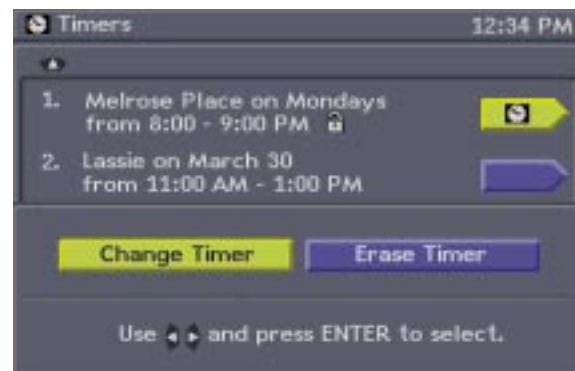 Timers 12:34 PM
1. Melrose Place on Mondays
from 8:00 - 9:00 PM
2. Lassie on March 30
from 11:00 AM - 1:00 PM
Change Timer Erase Timer
Use and press ENTER to select.